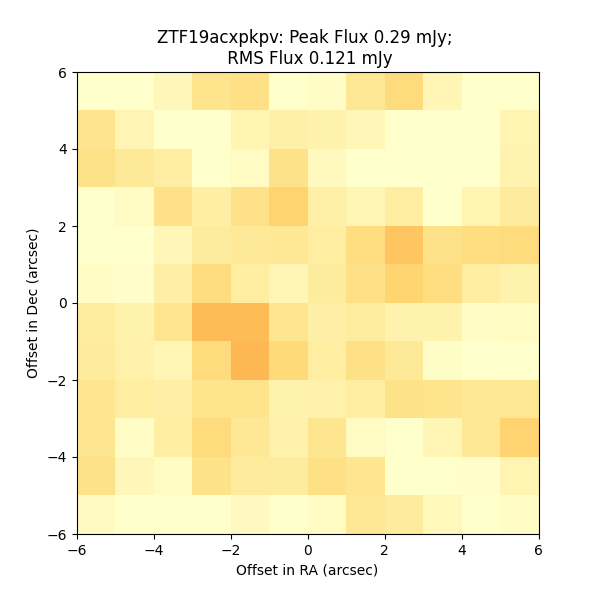 ZTF19acxpkpv: Peak Flux 0.29 mJy;
RMS Flux 0.121 mJy
6
4
2
0
−2
−4
−6
Offset in Dec (arcsec)
−6 −4 −2 0 2 4 6
Offset in RA (arcsec)